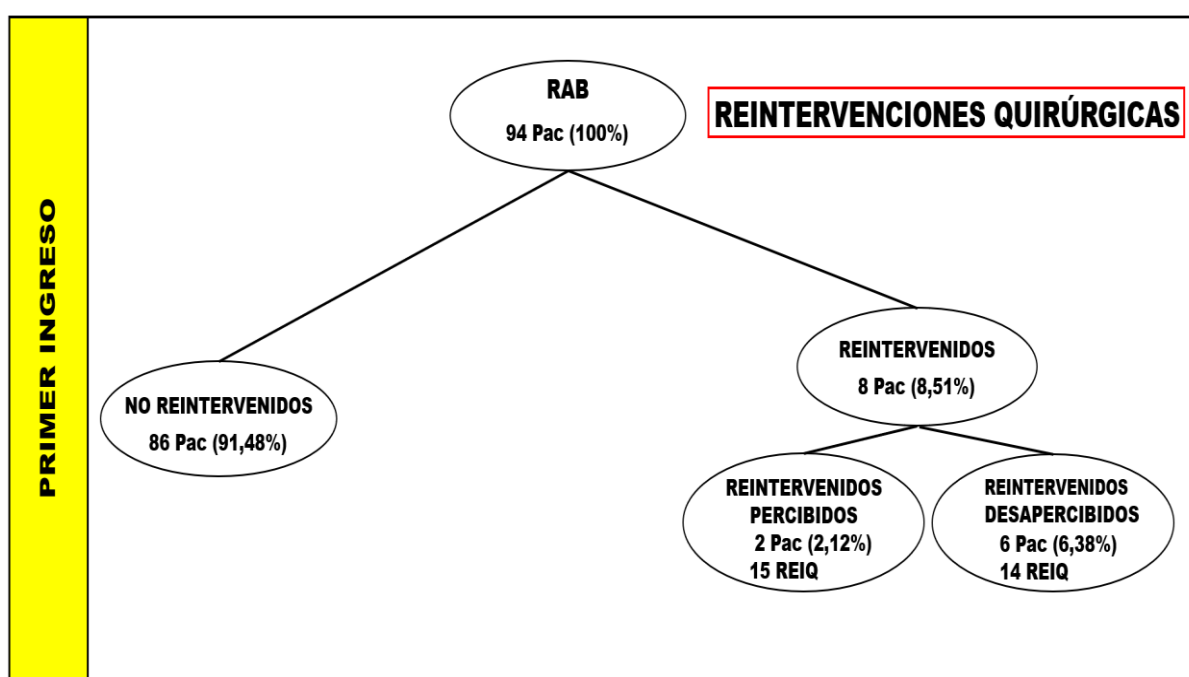 PRIMER INGRESO
RAB
94 Pac (100%)
REINTERVENCIONES QUIRÚRGICAS
NO REINTERVENIDOS
86 Pac (91,48%)
REINTERVENIDOS
8 Pac (8,51%)
REINTERVENIDOS
PERCIBIDOS
2 Pac (2,12%)
15 REIQ
REINTERVENIDOS
DESAPERCIBIDOS
6 Pac (6,38%)
14 REIQ